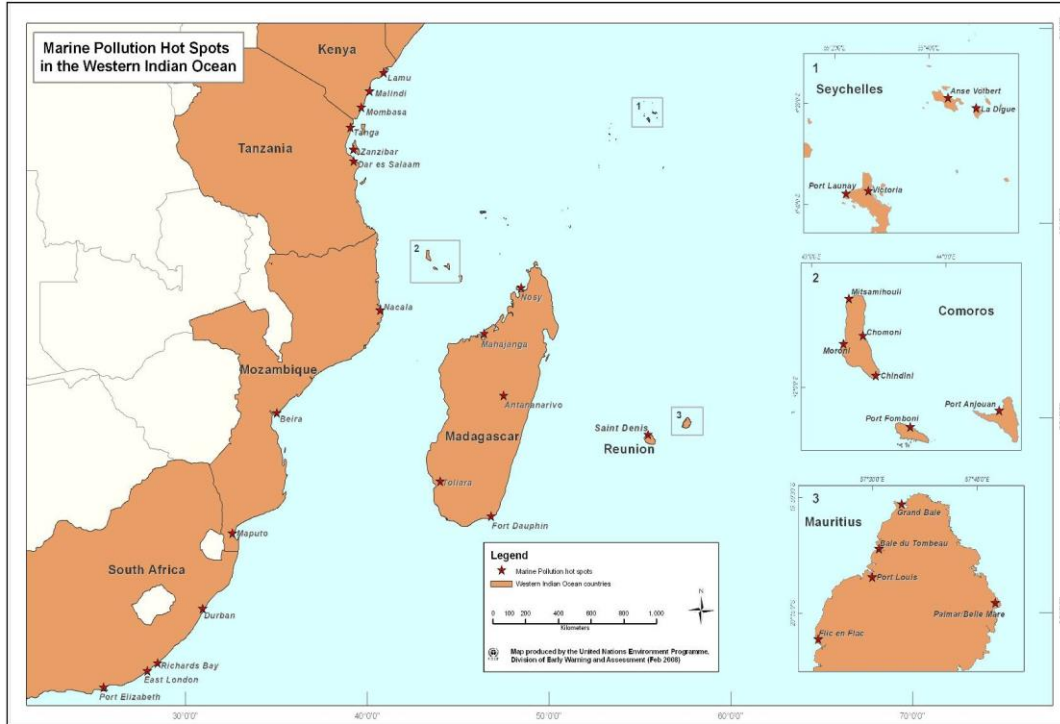 Marine Pollution Hot Spots
in the Western Indian Ocean
Kenya
Lamu
Malindi
Mombasa
Tanga
Zanzibar
Dar es Salaam
Tanzania
Nacala
Mozambique
Beira
Maputo
South Africa
Durban
Richards Bay
East London
Port Elizabeth
1
2
3
Nosy
Mahajanga
Antananarivo
Madagascar
Toliara
Fort Dauphin
Saint Denis
Reunion
1
Seychelles
Anse Volbert
La Digue
Port Launay
Victoria
2
Comoros
Mitsamihouli
Chomoni
Moroni
Chindini
Port Anjouan
Port Fomboni
3
Mauritius
Grand Baie
Baie du Tombeau
Port Louis
Palmar/Belle Mare
Flic en Flac
Legend
Marine Pollution hot spots
Western Indian Ocean countries
0 100 200 400 600 800 1,000
Kilometers
N
Map produced by the United Nations Environment Programme,
Division of Early Warning and Assessment (Feb 2008)
30°0'0"E 40°0'0"E 50°0'0"E 60°0'0"E 70°0'0"E